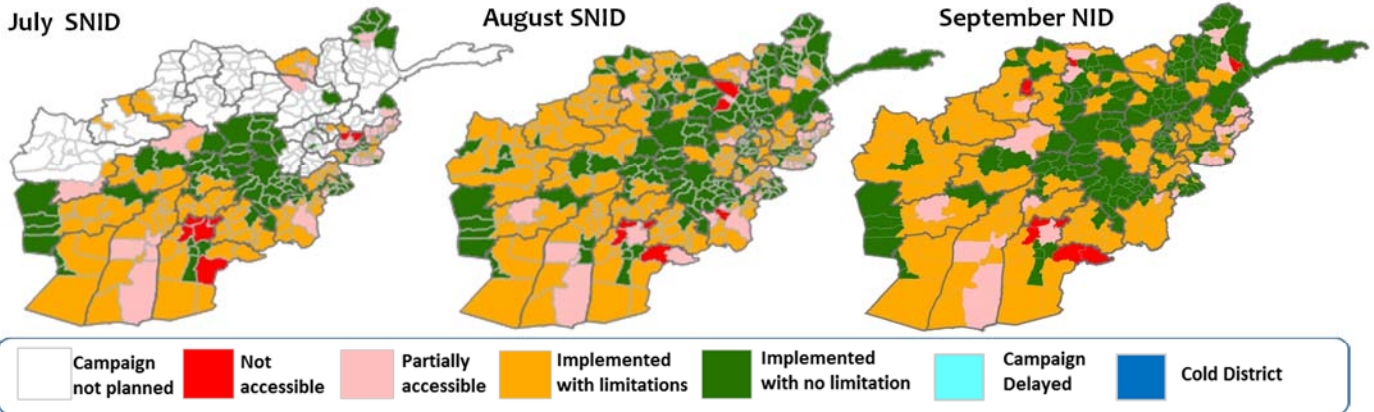 July SNID
August SNID
September NID
Campaign
not planned
Not
accessible
Partially
accessible
Implemented
with limitations
Implemented
with no limitation
Campaign
Delayed
Cold District